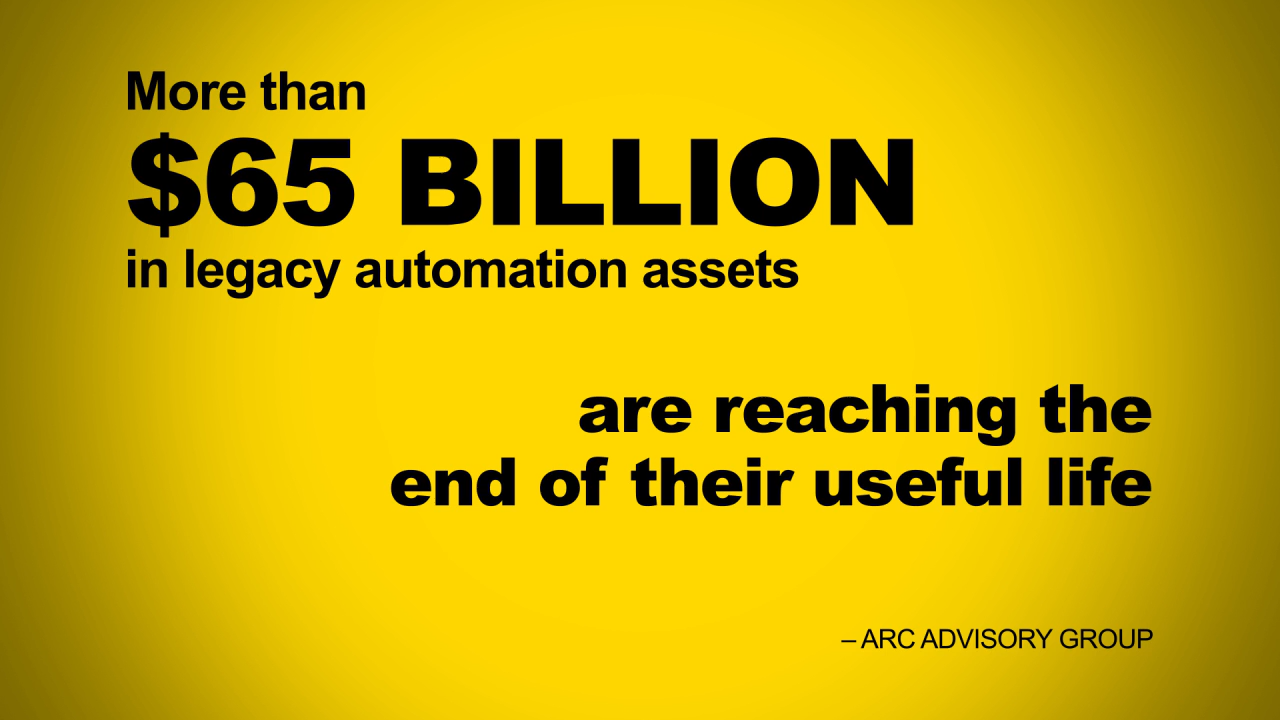 More than
$65 BILLION
in legacy automation assets
are reaching the
end of their useful life
– ARC ADVISORY GROUP